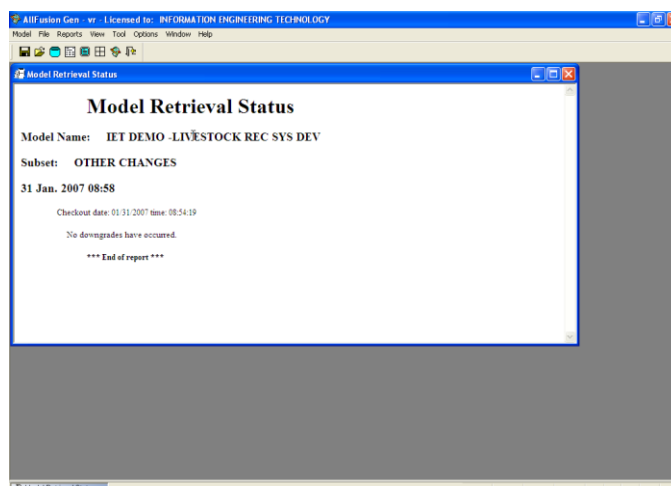 AllFusion Gen - vr - Licensed to: INFORMATION ENGINEERING TECHNOLOGY
Model File Reports View Tool Options Window Help
Model Retrieval Status
Model Retrieval Status
Model Name: IET DEMO -LIVESTOCK REC SYS DEV
Subset: OTHER CHANGES
31 Jan. 2007 08:58
Checkout date: 01/31/2007 time: 08:54:19
No downgrades have occurred.
*** End of report ***